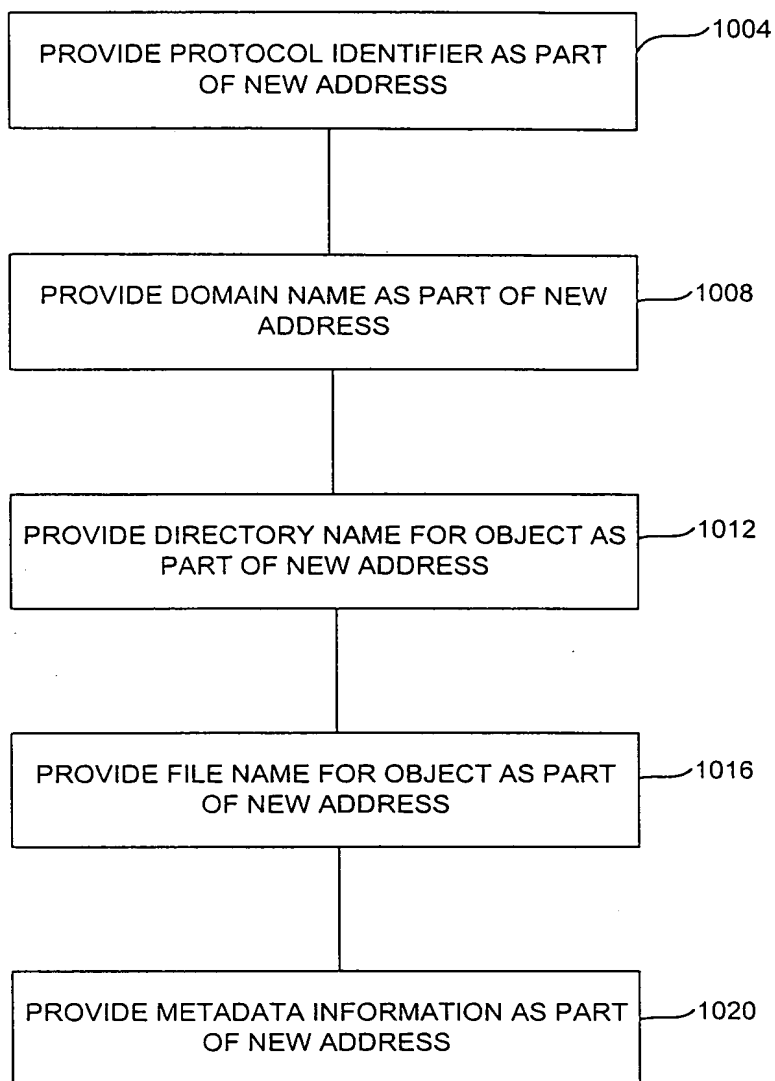 PROVIDE PROTOCOL IDENTIFIER AS PART
OF NEW ADDRESS
1004
PROVIDE DOMAIN NAME AS PART OF NEW
ADDRESS
1008
PROVIDE DIRECTORY NAME FOR OBJECT AS
PART OF NEW ADDRESS
1012
PROVIDE FILE NAME FOR OBJECT AS PART
OF NEW ADDRESS
1016
PROVIDE METADATA INFORMATION AS PART
OF NEW ADDRESS
1020